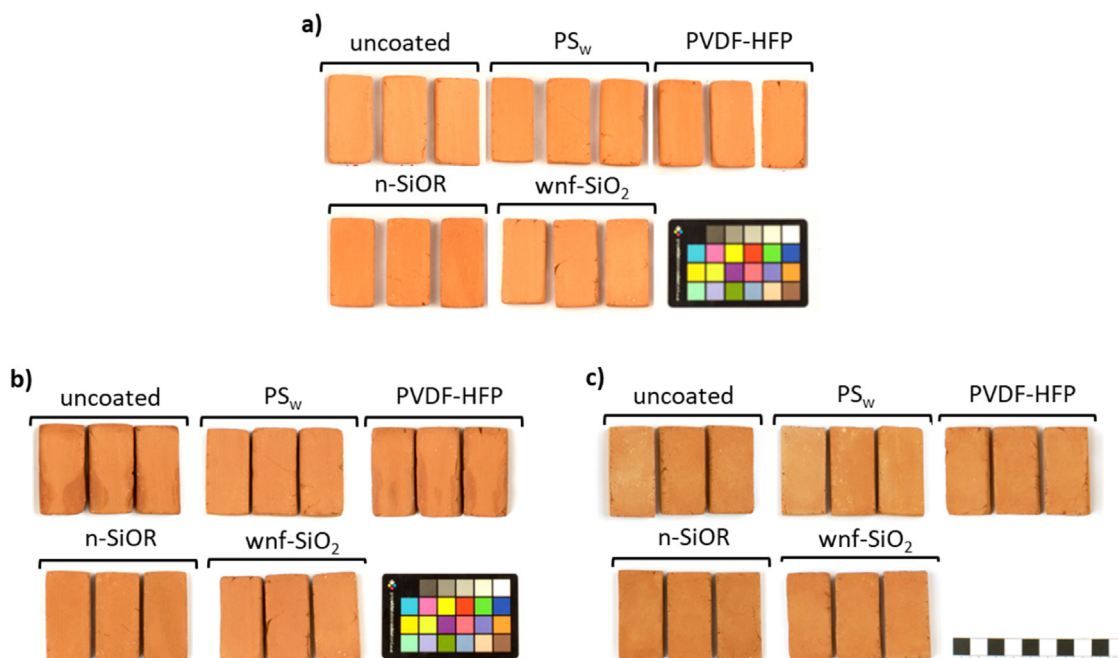 a)
uncoated PSw PVDF-HFP
n-SiOR wnf-SiO₂
b)
uncoated PSw PVDF-HFP
n-SiOR wnf-SiO₂
c)
uncoated PSw PVDF-HFP
n-SiOR wnf-SiO₂